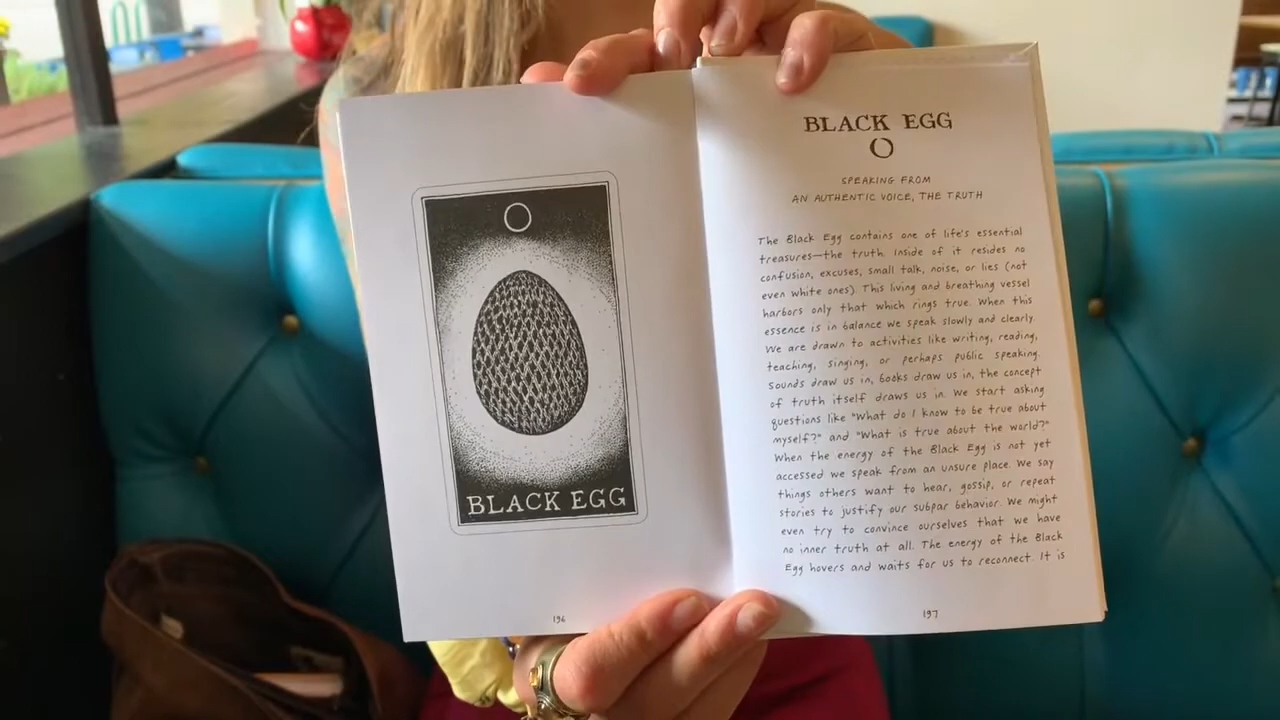 BLACK EGG
196
BLACK EGG
SPEAKING FROM
AN AUTHENTIC VOICE, THE TRUTH
The Black Egg contains one of life's essential
treasures—the truth. Inside of it resides no
confusion, excuses, small talk, noise, or lies (not
even white ones). This living and breathing vessel
harbors only that which rings true. When this
essence is in balance we speak slowly and clearly.
We are drawn to activities like writing, reading,
teaching, singing, or perhaps public speaking.
Sounds draw us in, books draw us in, the concept
of truth itself draws us in. We start asking
questions like "What do I know to be true about
myself?" and "What is true about the world?"
When the energy of the Black Egg is not yet
accessed we speak from an unsure place. We say
things others want to hear, gossip, or repeat
stories to justify our subpar behavior. We might
even try to convince ourselves that we have
no inner truth at all. The energy of the Black
Egg hovers and waits for us to reconnect. It is
197